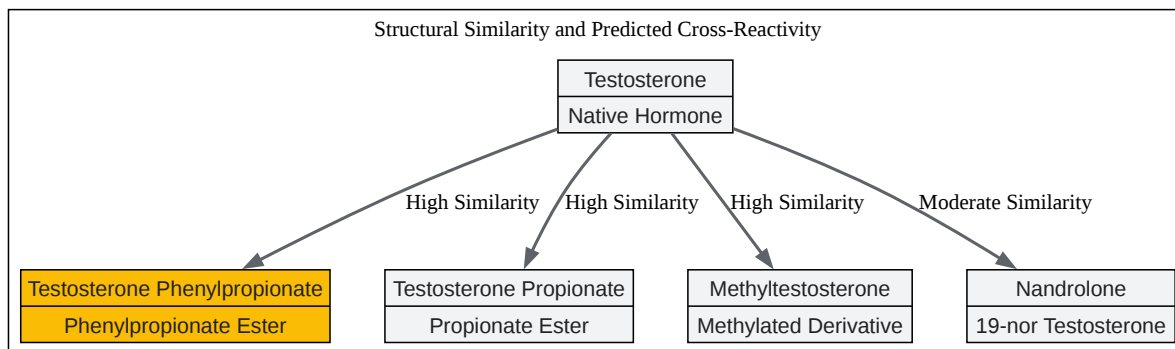 Structural Similarity and Predicted Cross-Reactivity
Testosterone
Native Hormone
High Similarity
High Similarity
High Similarity
Moderate Similarity
Testosterone Phenylpropionate
Phenylpropionate Ester
Testosterone Propionate
Propionate Ester
Methyltestosterone
Methylated Derivative
Nandrolone
19-nor Testosterone